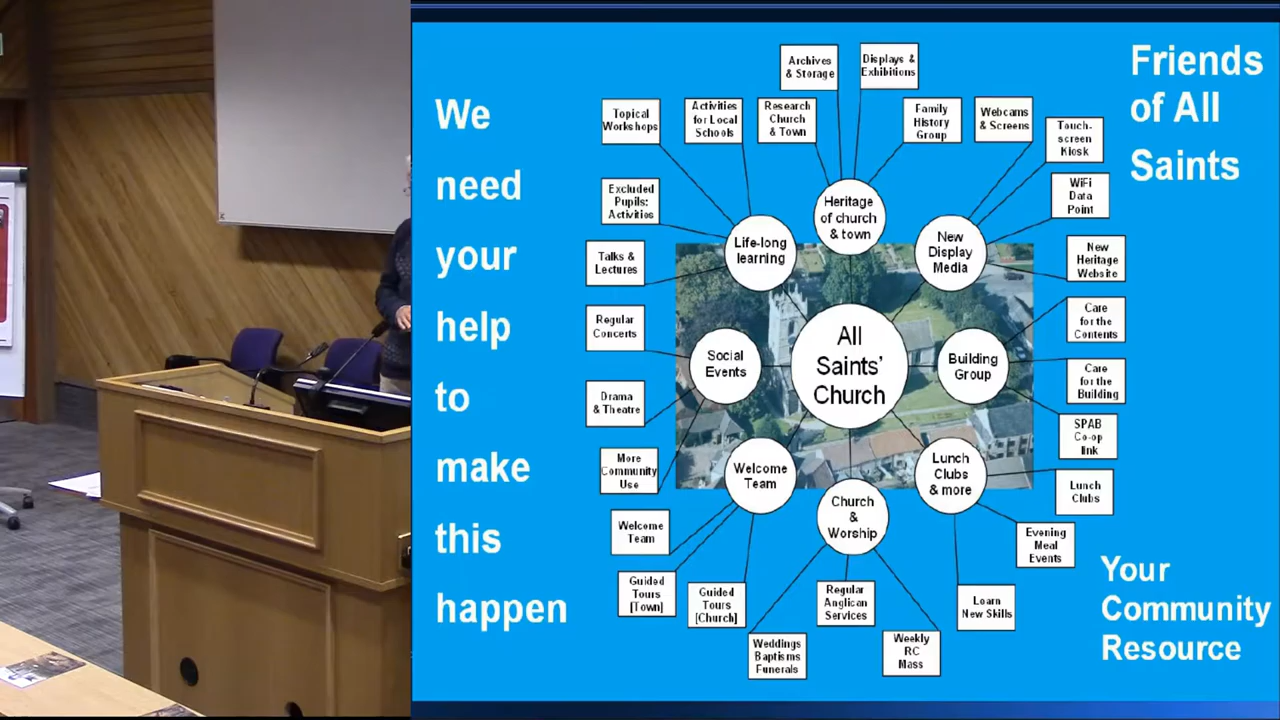 We
need
your
help
to
make
this
happen
Friends
of All
Saints
Archives
& Storage
Displays &
Exhibitions
Topical
Workshops
Activities
for Local
Schools
Research
Church
& Town
Family
History
Group
Webcams
& Screens
Touch-
screen
Kiosk
Excluded
Pupils:
Activities
WiFi
Data
Point
Heritage
of church
& town
Life-long
learning
New
Display
Media
Talks &
Lectures
New
Heritage
Website
Regular
Concerts
Care
for the
Contents
Social
Events
All
Saints'
Church
Building
Group
Care
for the
Building
Drama
& Theatre
SPAB
Co-op
link
More
Community
Use
Welcome
Team
Lunch
Clubs
& more
Lunch
Clubs
Church
&
Worship
Welcome
Team
Evening
Meal
Events
Guided
Tours
[Town]
Guided
Tours
[Church]
Regular
Anglican
Services
Learn
New Skills
Weddings
Baptisms
Funerals
Weekly
RC
Mass
Your
Community
Resource